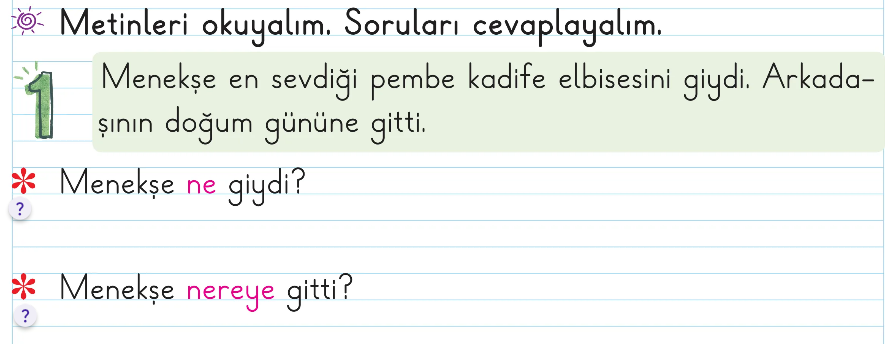 Metinleri okuyalım. Soruları cevaplayalım.
1
Menekşe en sevdiği pembe kadife elbisesini giydi. Arkada-
şının doğum gününe gitti.
* Menekşe ne giydi?
?
* Menekşe nereye gitti?
?